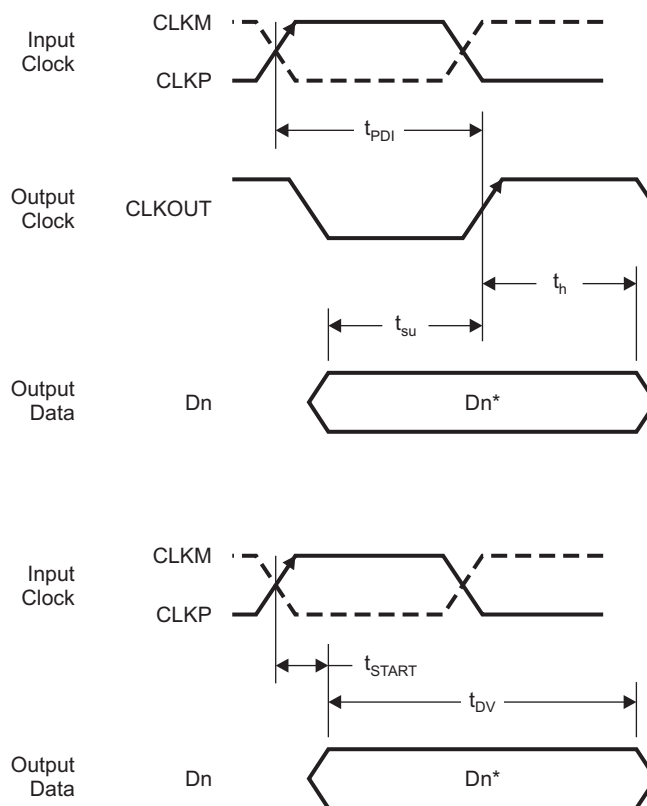 CLKM
Input
Clock
CLKP
tPDI
Output
Clock
CLKOUT
th
tsu
Output
Data
Dn
Dn*
CLKM
Input
Clock
CLKP
tSTART
tDV
Output
Data
Dn
Dn*